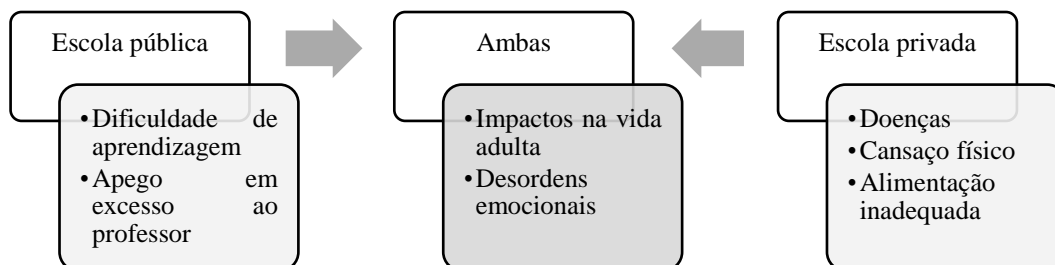 Escola pública
•Dificuldade de
aprendizagem
•Apego em
excesso ao
professor
Ambas
•Impactos na vida
adulta
•Desordens
emocionais
Escola privada
•Doenças
•Cansaço físico
•Alimentação
inadequada